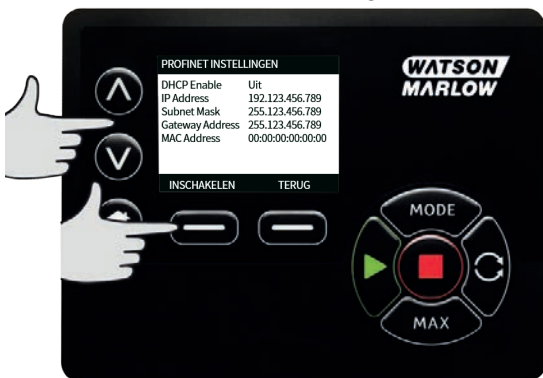 PROFINET INSTELLINGEN
DHCP Enable Uit
IP Address 192.123.456.789
Subnet Mask 255.123.456.789
Gateway Address 255.123.456.789
MAC Address 00:00:00:00:00:00
INSCHAKELEN TERUG
WATSON
MARLOW
MODE
MAX